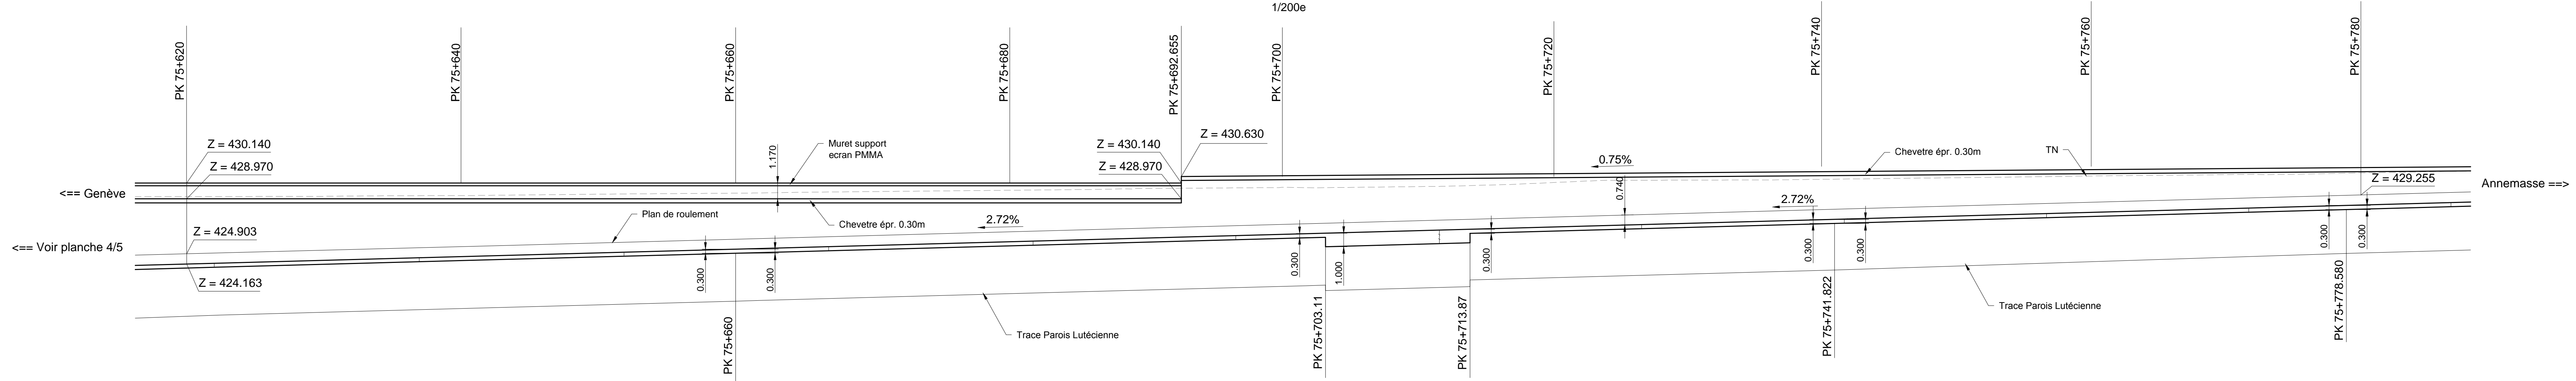 1/200e
PK 75+620
PK 75+640
PK 75+660
PK 75+680
PK 75+692.655
PK 75+700
PK 75+720
PK 75+740
PK 75+760
PK 75+780
Z = 430.140
Z = 428.970
1.170
Muret support
ecran PMMA
Z = 430.140
Z = 428.970
Z = 430.630
0.75%
0.740
Chevetre épr. 0.30m
TN
Z = 429.255
<== Genève
Annemasse ==>
Plan de roulement
Chevetre épr. 0.30m
2.72%
2.72%
<== Voir planche 4/5
Z = 424.903
Z = 424.163
0.300
0.300
0.300
1.000
0.300
0.300
0.300
0.300
0.300
Trace Parois Lutécienne
Trace Parois Lutécienne
PK 75+660
PK 75+703.11
PK 75+713.87
PK 75+741.822
PK 75+778.580